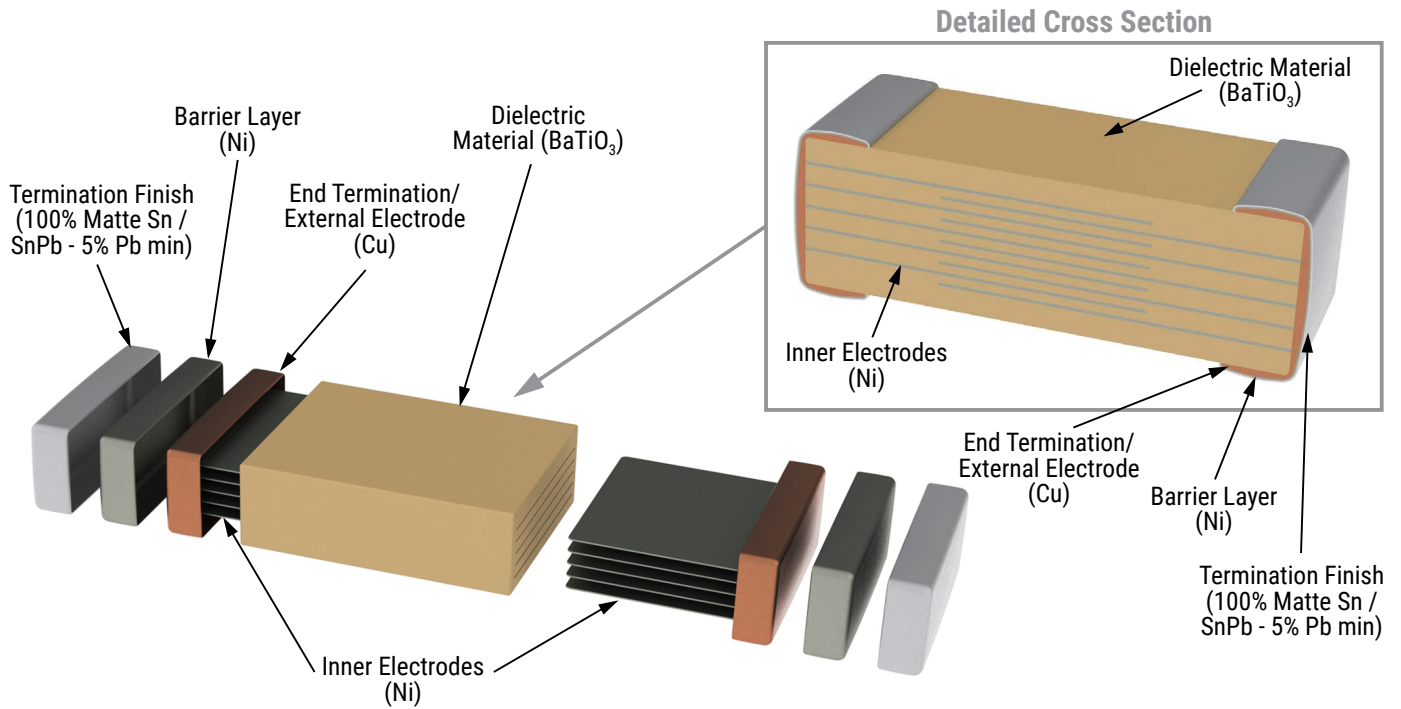 Detailed Cross Section
Dielectric Material
(BaTiO₃)
Barrier Layer
(Ni)
Dielectric
Material (BaTiO₃)
Termination Finish
(100% Matte Sn /
SnPb - 5% Pb min)
End Termination/
External Electrode
(Cu)
Inner Electrodes
(Ni)
End Termination/
External Electrode
(Cu)
Barrier Layer
(Ni)
Termination Finish
(100% Matte Sn /
SnPb - 5% Pb min)
Inner Electrodes
(Ni)